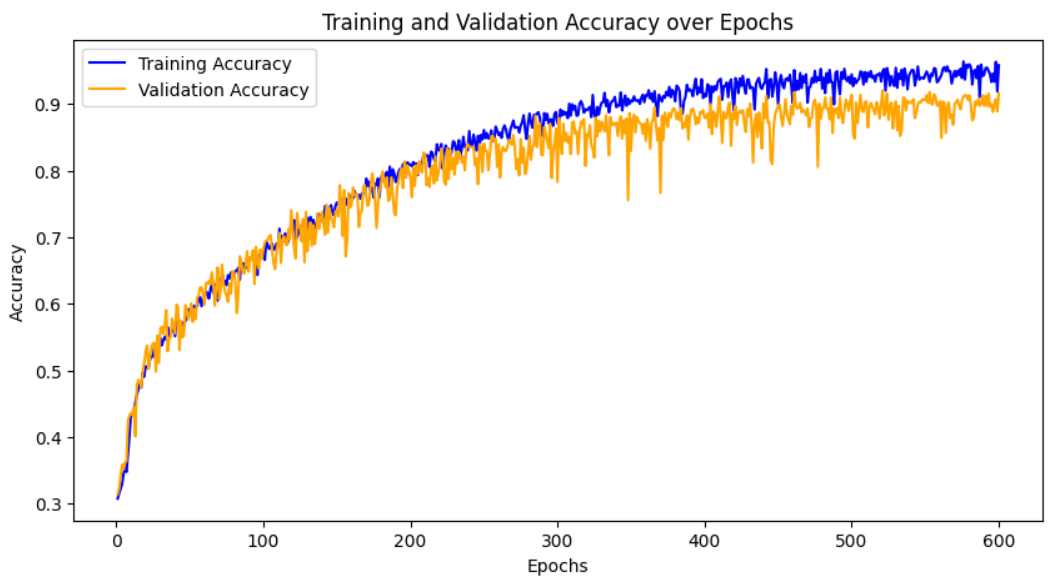 Training and Validation Accuracy over Epochs
Training Accuracy
Validation Accuracy
Accuracy
0.9
0.8
0.7
0.6
0.5
0.4
0.3
0 100 200 300 400 500 600
Epochs